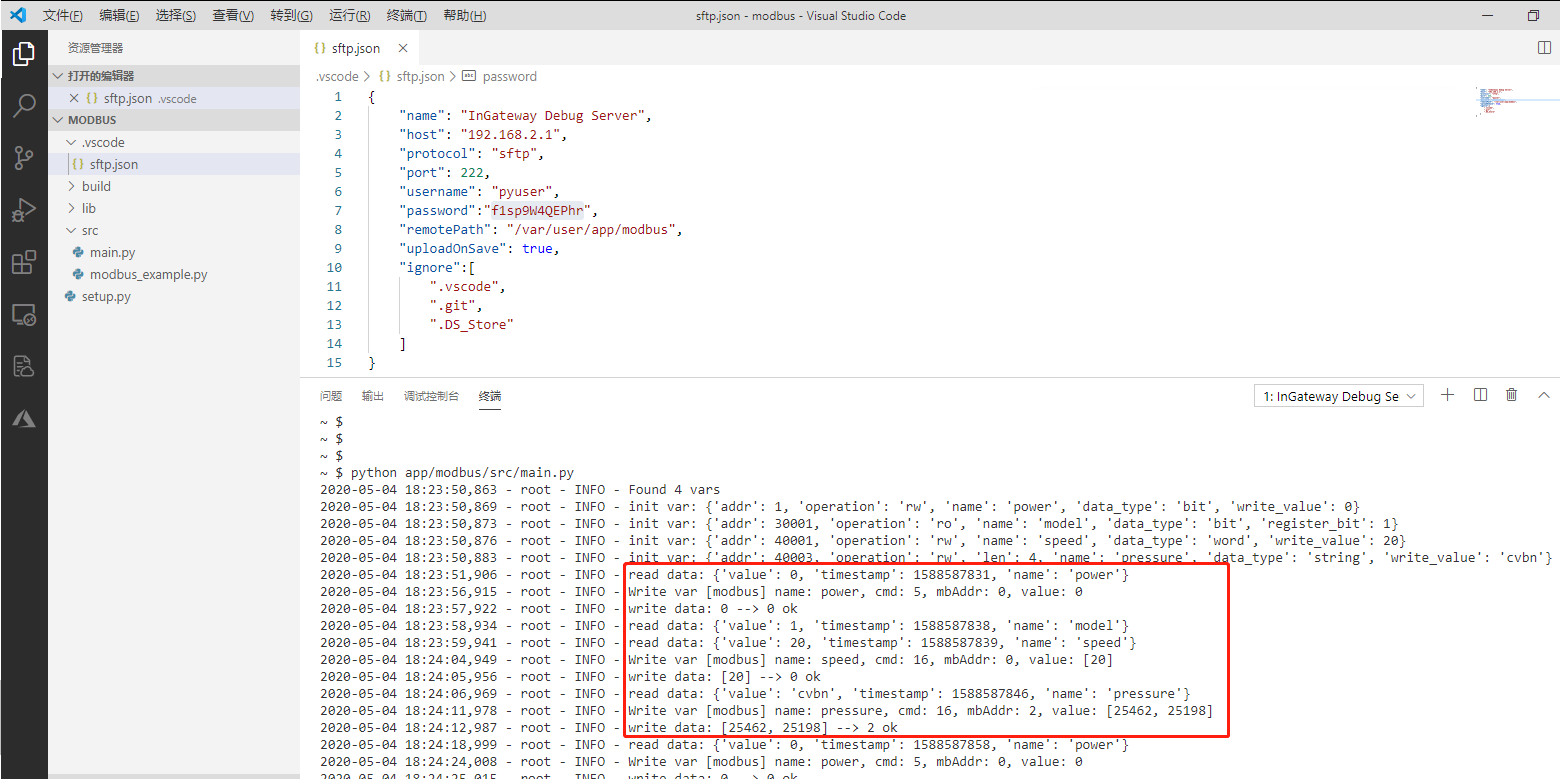 文件(F) 编辑(E) 选择(S) 查看(V) 转到(G) 运行(R) 终端(T) 帮助(H) sftp.json - modbus - Visual Studio Code
资源管理器
打开的编辑器
sftp.json .vscode
MODBUS
.vscode
{} sftp.json
build
lib
src
main.py
modbus_example.py
setup.py
{} sftp.json
.vscode > {} sftp.json > abc password
1 {
2 "name": "InGateway Debug Server",
3 "host": "192.168.2.1",
4 "protocol": "sftp",
5 "port": 222,
6 "username": "pyuser",
7 "password":"f1sp9W4QEPhr",
8 "remotePath": "/var/user/app/modbus",
9 "uploadOnSave": true,
10 "ignore":[
11 ".vscode",
12 ".git",
13 ".DS_Store"
14 ]
15 }
问题 输出 调试控制台 终端 1: InGateway Debug Se
~ $
~ $
~ $
~ $ python app/modbus/src/main.py
2020-05-04 18:23:50,863 - root - INFO - Found 4 vars
2020-05-04 18:23:50,869 - root - INFO - init var: {'addr': 1, 'operation': 'rw', 'name': 'power', 'data_type': 'bit', 'write_value': 0}
2020-05-04 18:23:50,873 - root - INFO - init var: {'addr': 30001, 'operation': 'ro', 'name': 'model', 'data_type': 'bit', 'register_bit': 1}
2020-05-04 18:23:50,876 - root - INFO - init var: {'addr': 40001, 'operation': 'rw', 'name': 'speed', 'data_type': 'word', 'write_value': 20}
2020-05-04 18:23:50,883 - root - INFO - init var: {'addr': 40003, 'operation': 'rw', 'len': 4, 'name': 'pressure', 'data_type': 'string', 'write_value': 'cvbn'}
2020-05-04 18:23:51,906 - root - INFO - read data: {'value': 0, 'timestamp': 1588587831, 'name': 'power'}
2020-05-04 18:23:56,915 - root - INFO - Write var [modbus] name: power, cmd: 5, mbAddr: 0, value: 0
2020-05-04 18:23:57,922 - root - INFO - write data: 0 --> 0 ok
2020-05-04 18:23:58,934 - root - INFO - read data: {'value': 1, 'timestamp': 1588587838, 'name': 'model'}
2020-05-04 18:23:59,941 - root - INFO - read data: {'value': 20, 'timestamp': 1588587839, 'name': 'speed'}
2020-05-04 18:24:04,949 - root - INFO - Write var [modbus] name: speed, cmd: 16, mbAddr: 0, value: [20]
2020-05-04 18:24:05,956 - root - INFO - write data: [20] --> 0 ok
2020-05-04 18:24:06,969 - root - INFO - read data: {'value': 'cvbn', 'timestamp': 1588587846, 'name': 'pressure'}
2020-05-04 18:24:11,978 - root - INFO - Write var [modbus] name: pressure, cmd: 16, mbAddr: 2, value: [25462, 25198]
2020-05-04 18:24:12,987 - root - INFO - write data: [25462, 25198] --> 2 ok
2020-05-04 18:24:18,999 - root - INFO - read data: {'value': 0, 'timestamp': 1588587858, 'name': 'power'}
2020-05-04 18:24:24,008 - root - INFO - Write var [modbus] name: power, cmd: 5, mbAddr: 0, value: 0
2020-05-04 18:24:25,015 - root - INFO - write data: 0 --> 0 ok